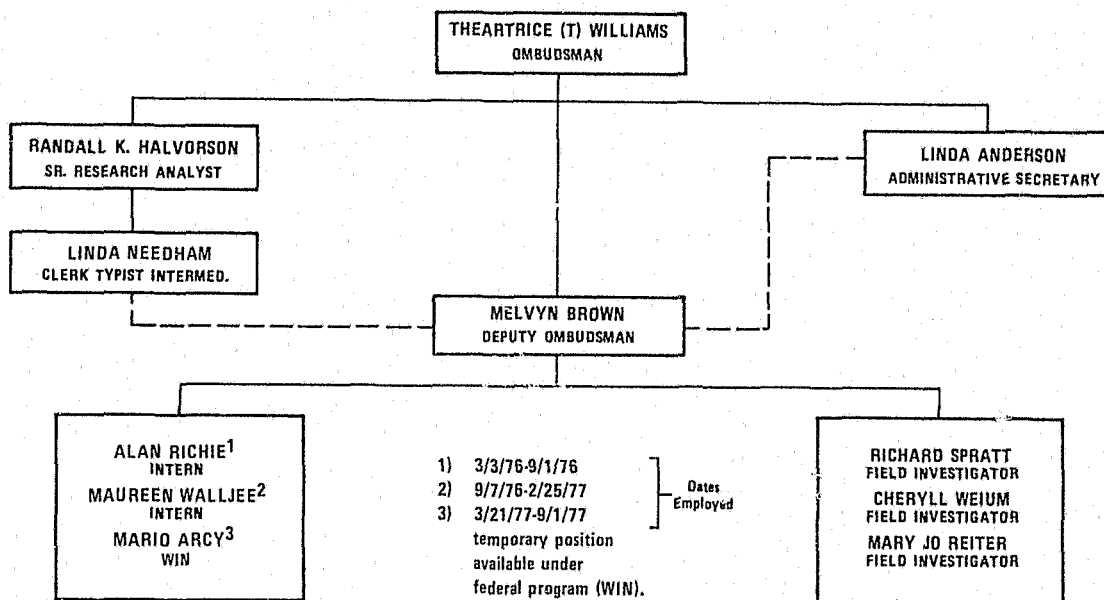 THEARTRICE (T) WILLIAMS
OMBUDSMAN
RANDALL K. HALVORSON
SR. RESEARCH ANALYST
LINDA ANDERSON
ADMINISTRATIVE SECRETARY
LINDA NEEDHAM
CLERK TYPIST INTERMED.
MELVYN BROWN
DEPUTY OMBUDSMAN
ALAN RICHIE1
INTERN
MAUREEN WALLJEE2
INTERN
MARIO ARCY3
WIN
1) 3/3/76-9/1/76
2) 9/7/76-2/25/77
3) 3/21/77-9/1/77
temporary position
available under
federal program (WIN).
Dates
Employed
RICHARD SPRATT
FIELD INVESTIGATOR
CHERYLL WEIUM
FIELD INVESTIGATOR
MARY JO REITER
FIELD INVESTIGATOR